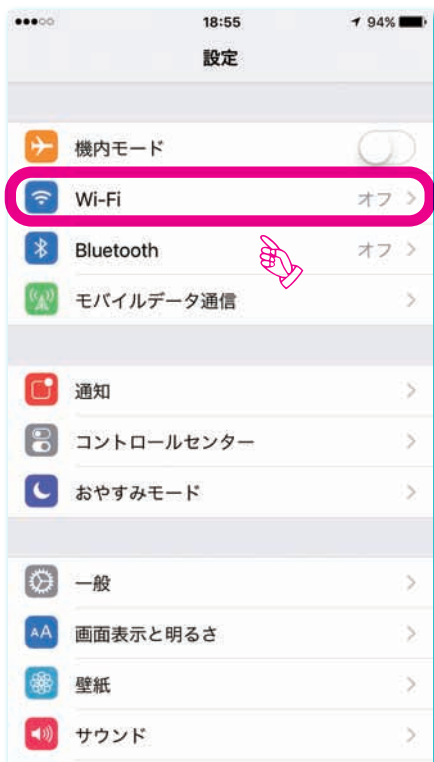 18:55 94%
設定
機内モード
Wi-Fi オフ
Bluetooth オフ
モバイルデータ通信
通知
コントロールセンター
おやすみモード
一般
AA 画面表示と明るさ
壁紙
サウンド